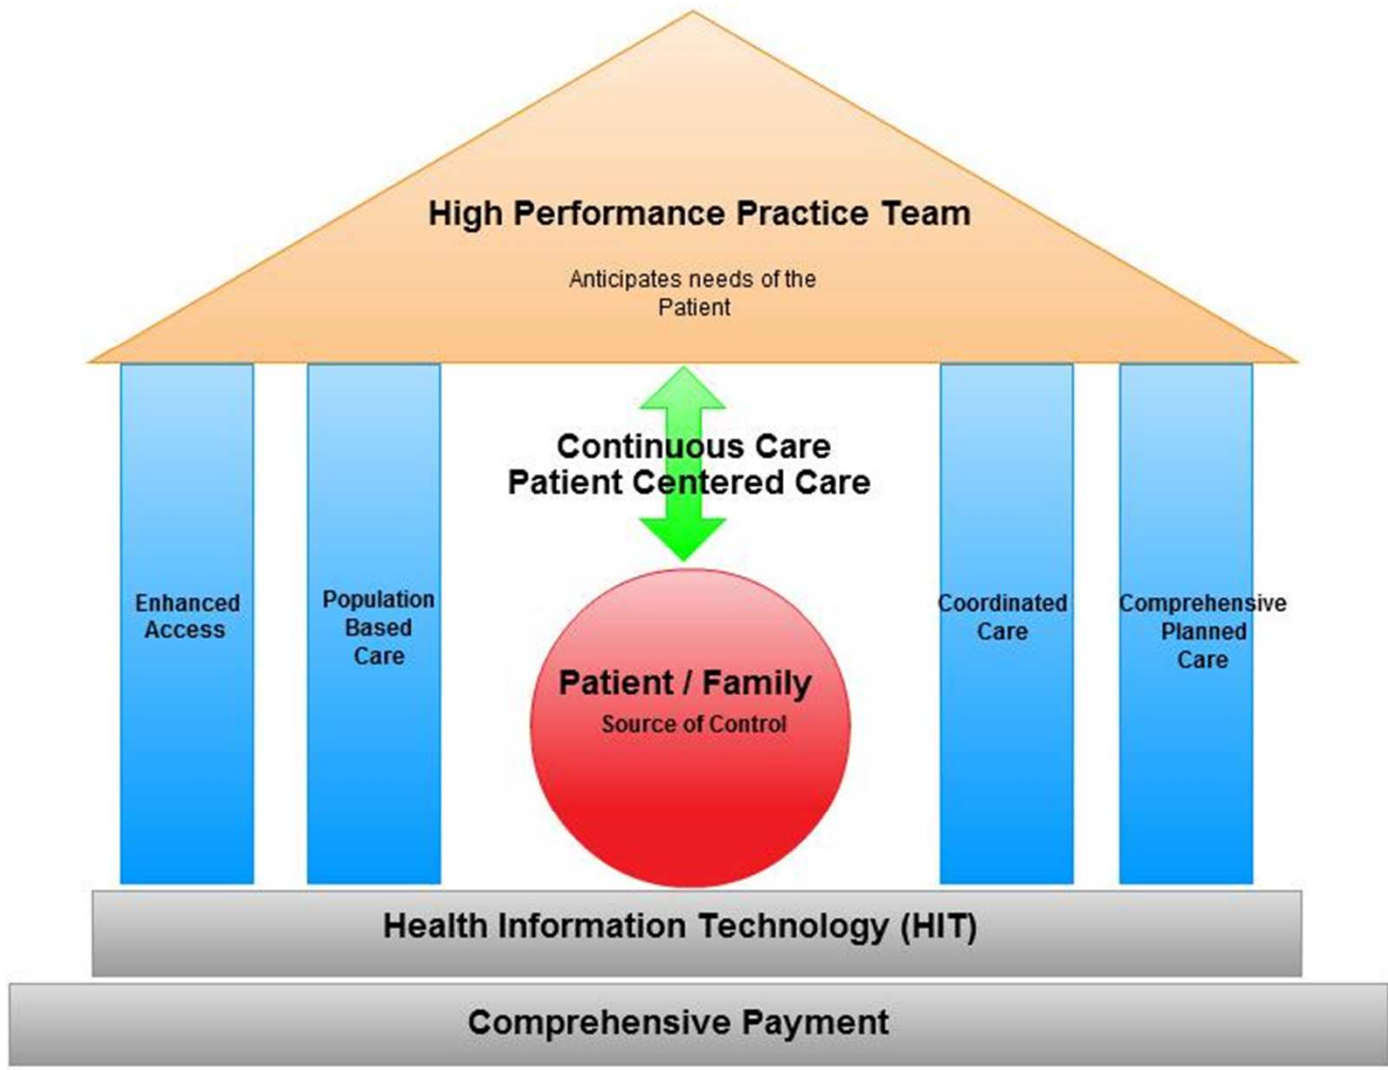 High Performance Practice Team
Anticipates needs of the
Patient
Continuous Care
Patient Centered Care
Enhanced
Access
Population
Based
Care
Patient / Family
Source of Control
Coordinated
Care
Comprehensive
Planned
Care
Health Information Technology (HIT)
Comprehensive Payment